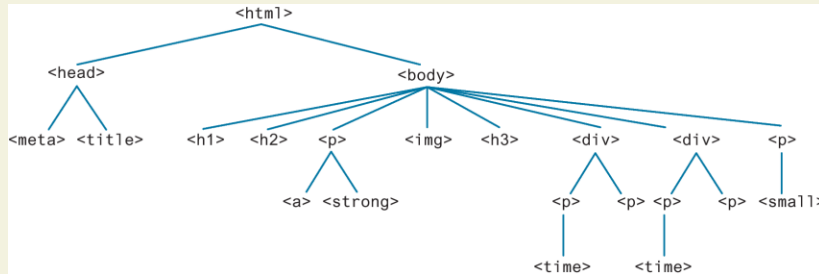 <html>
<head> <body>
<meta> <title> <h1> <h2> <p> <img> <h3> <div> <div> <p>
<a> <strong> <p> <p> <p> <p> <small>
<time> <time>